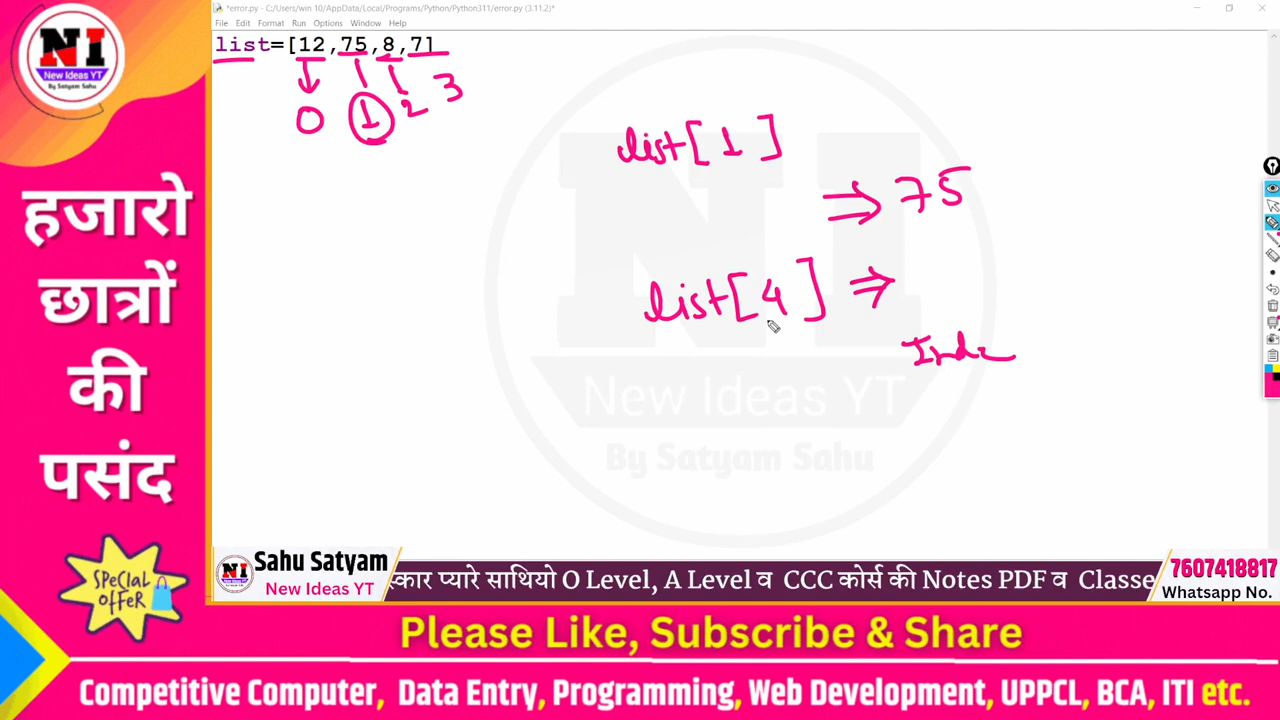 *error.py - C:/Users/win 10/AppData/Local/Programs/Python/Python311/error.py (3.11.2)*
File Edit Format Run Options Window Help
list=[12,75,8,7]
0 1 2 3
list[1]
⇒ 75
list[4] ⇒
Inde
NI
New Ideas YT
By Satyam Sahu
हजारो
छात्रों
की
पसंद
SPECIAL
OFFER
New Ideas YT
By Satyam Sahu
NI
Sahu Satyam
New Ideas YT
स्कार प्यारे साथियो O Level, A Level व CCC कोर्स की Notes PDF व Classe
7607418817
Whatsapp No.
Please Like, Subscribe & Share
Competitive Computer, Data Entry, Programming, Web Development, UPPCL, BCA, ITI etc.